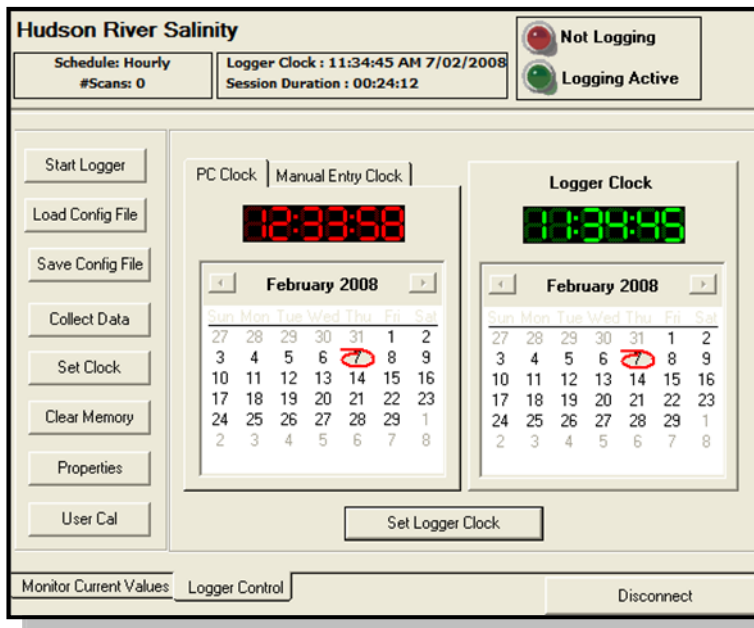 Hudson River Salinity
Schedule: Hourly
#Scans: 0
Logger Clock : 11:34:45 AM 7/02/2008
Session Duration : 00:24:12
Not Logging
Logging Active
Start Logger
Load Config File
Save Config File
Collect Data
Set Clock
Clear Memory
Properties
User Cal
PC Clock
Manual Entry Clock
12:33:58
February 2008
Sun Mon Tue Wed Thu Fri Sat
27 28 29 30 31 1 2
3 4 5 6 7 8 9
10 11 12 13 14 15 16
17 18 19 20 21 22 23
24 25 26 27 28 29 1
2 3 4 5 6 7 8
Logger Clock
11:34:45
February 2008
Sun Mon Tue Wed Thu Fri Sat
27 28 29 30 31 1 2
3 4 5 6 7 8 9
10 11 12 13 14 15 16
17 18 19 20 21 22 23
24 25 26 27 28 29 1
2 3 4 5 6 7 8
Set Logger Clock
Monitor Current Values
Logger Control
Disconnect